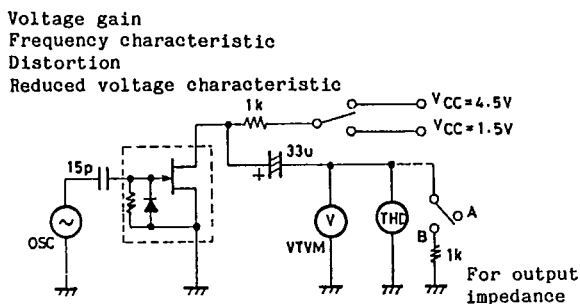 Voltage gain
Frequency characteristic
Distortion
Reduced voltage characteristic
1k
VCC=4.5V
VCC=1.5V
15p
33u
+
OSC
V
VTVM
THD
A
B
1k
For output
impedance